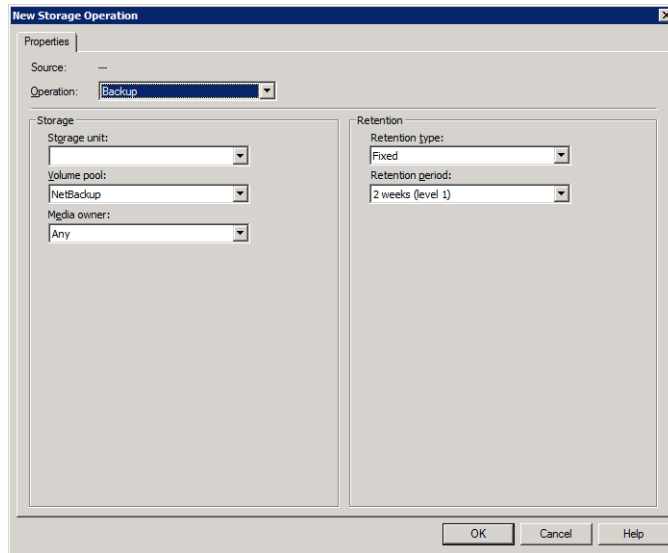 New Storage Operation
Properties
Source: ---
Operation: Backup
Storage
Storage unit:
Volume pool:
NetBackup
Media owner:
Any
Retention
Retention type:
Fixed
Retention period:
2 weeks (level 1)
OK Cancel Help